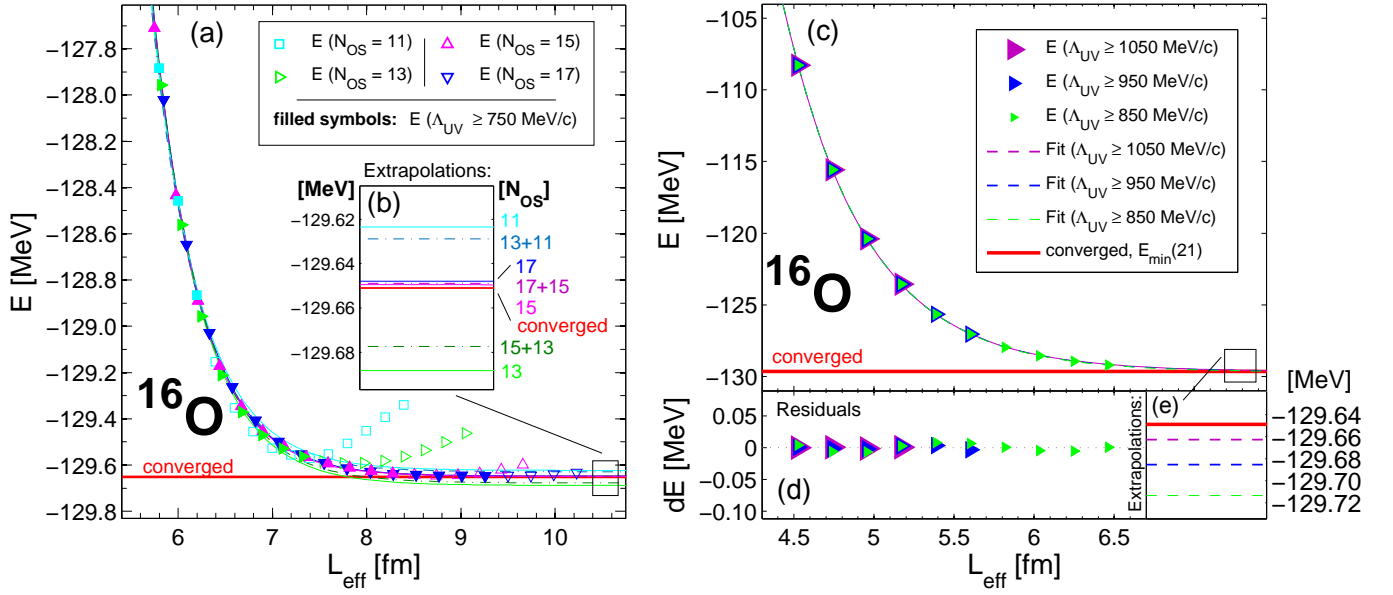 (a)
E (N_OS = 11)
E (N_OS = 15)
E (N_OS = 13)
E (N_OS = 17)
filled symbols: E (Λ_UV ≥ 750 MeV/c)
Extrapolations:
[MeV]
(b)
[N_OS]
−129.62
−129.64
−129.66
−129.68
11
13+11
17
17+15
15
converged
15+13
13
16O
converged
E [MeV]
−127.8
−128.0
−128.2
−128.4
−128.6
−128.8
−129.0
−129.2
−129.4
−129.6
−129.8
6
7
8
9
10
L_eff [fm]
(c)
E (Λ_UV ≥ 1050 MeV/c)
E (Λ_UV ≥ 950 MeV/c)
E (Λ_UV ≥ 850 MeV/c)
Fit (Λ_UV ≥ 1050 MeV/c)
Fit (Λ_UV ≥ 950 MeV/c)
Fit (Λ_UV ≥ 850 MeV/c)
converged, E_min(21)
16O
converged
E [MeV]
−105
−110
−115
−120
−125
−130
Residuals
(d)
dE [MeV]
0.05
0
−0.05
−0.10
4.5
5
5.5
6
6.5
L_eff [fm]
(e)
Extrapolations:
[MeV]
−129.64
−129.66
−129.68
−129.70
−129.72